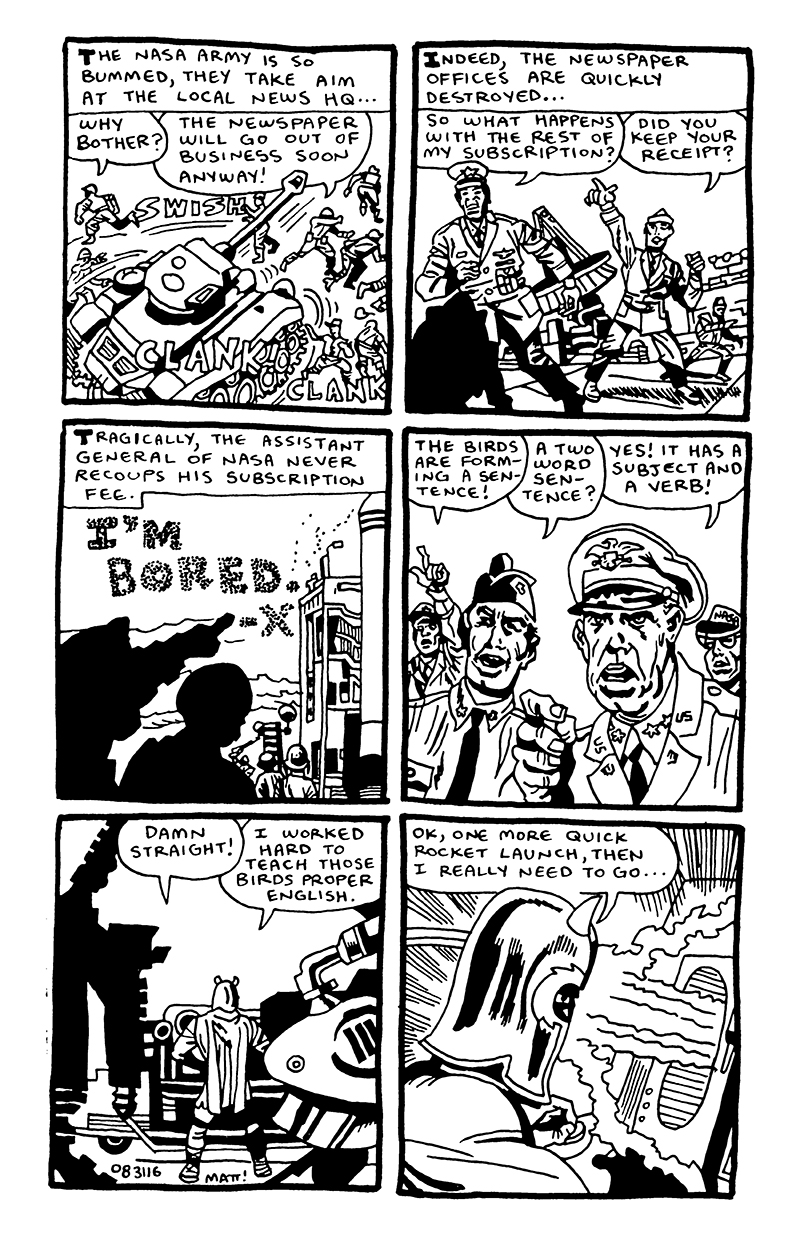 THE NASA ARMY IS SO
BUMMED, THEY TAKE AIM
AT THE LOCAL NEWS HQ...
WHY
BOTHER?
THE NEWSPAPER
WILL GO OUT OF
BUSINESS SOON
ANYWAY!
SWISH
CLANK
CLANK
INDEED, THE NEWSPAPER
OFFICES ARE QUICKLY
DESTROYED...
SO WHAT HAPPENS
WITH THE REST OF
MY SUBSCRIPTION?
DID YOU
KEEP YOUR
RECEIPT?
TRAGICALLY, THE ASSISTANT
GENERAL OF NASA NEVER
RECOUPS HIS SUBSCRIPTION
FEE.
I'M
BORED.
-X
THE BIRDS
ARE FORM-
ING A SEN-
TENCE!
A TWO
WORD
SEN-
TENCE?
YES! IT HAS A
SUBJECT AND
A VERB!
NASA
US
US
DAMN
STRAIGHT!
I WORKED
HARD TO
TEACH THOSE
BIRDS PROPER
ENGLISH.
083116
MATT!
OK, ONE MORE QUICK
ROCKET LAUNCH, THEN
I REALLY NEED TO GO...